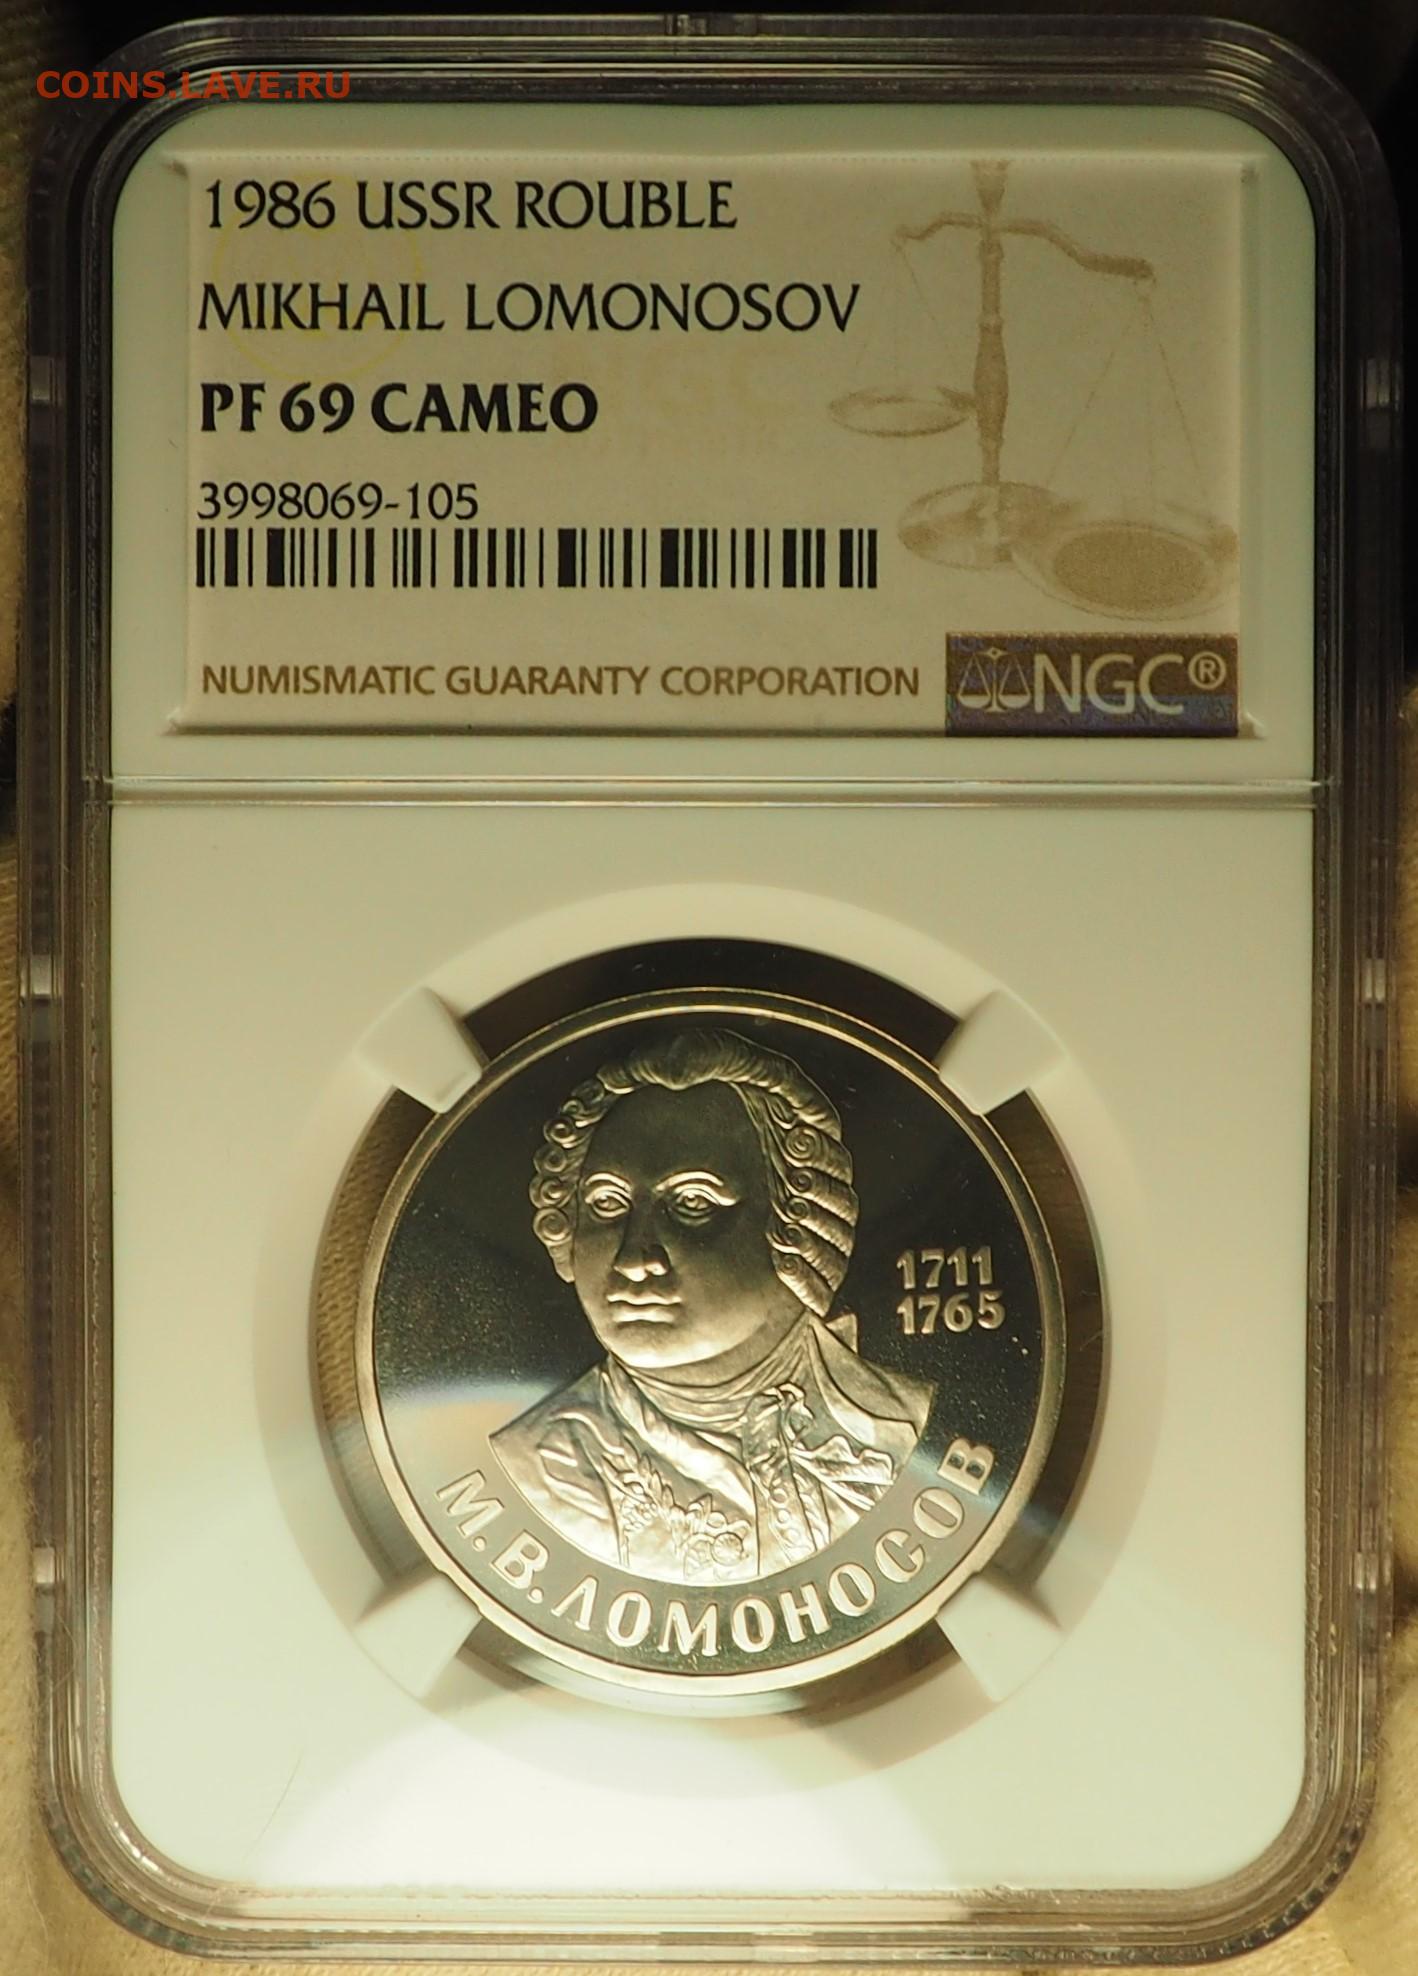 COINS.LAVE.RU
1986 USSR ROUBLE
MIKHAIL LOMONOSOV
PF 69 CAMEO
3998069-105
NUMISMATIC GUARANTY CORPORATION
NGC®
1711
1765
М.В.ЛОМОНОСОВ